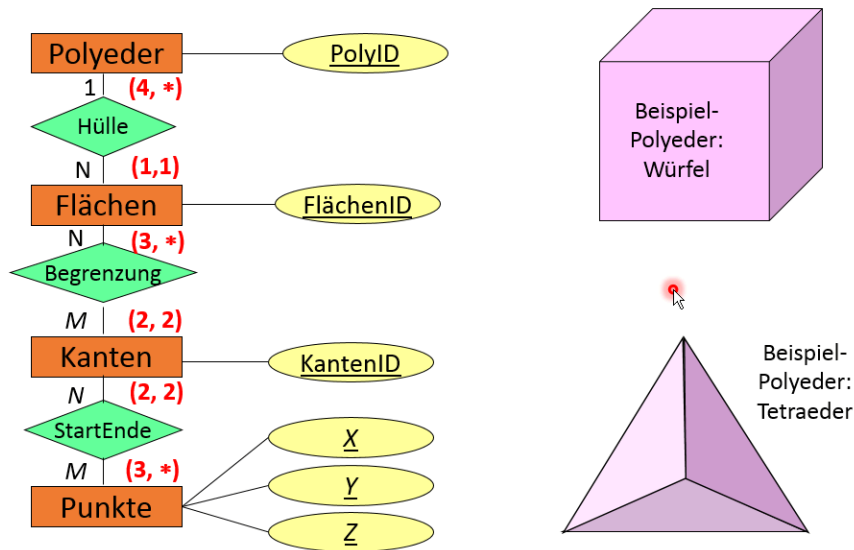 Polyeder
PolyID
1 (4, *)
Hülle
N (1,1)
Flächen
FlächenID
N (3, *)
Begrenzung
M (2, 2)
Kanten
KantenID
N (2, 2)
StartEnde
M (3, *)
Punkte
X
Y
Z
Beispiel-
Polyeder:
Würfel
Beispiel-
Polyeder:
Tetraeder